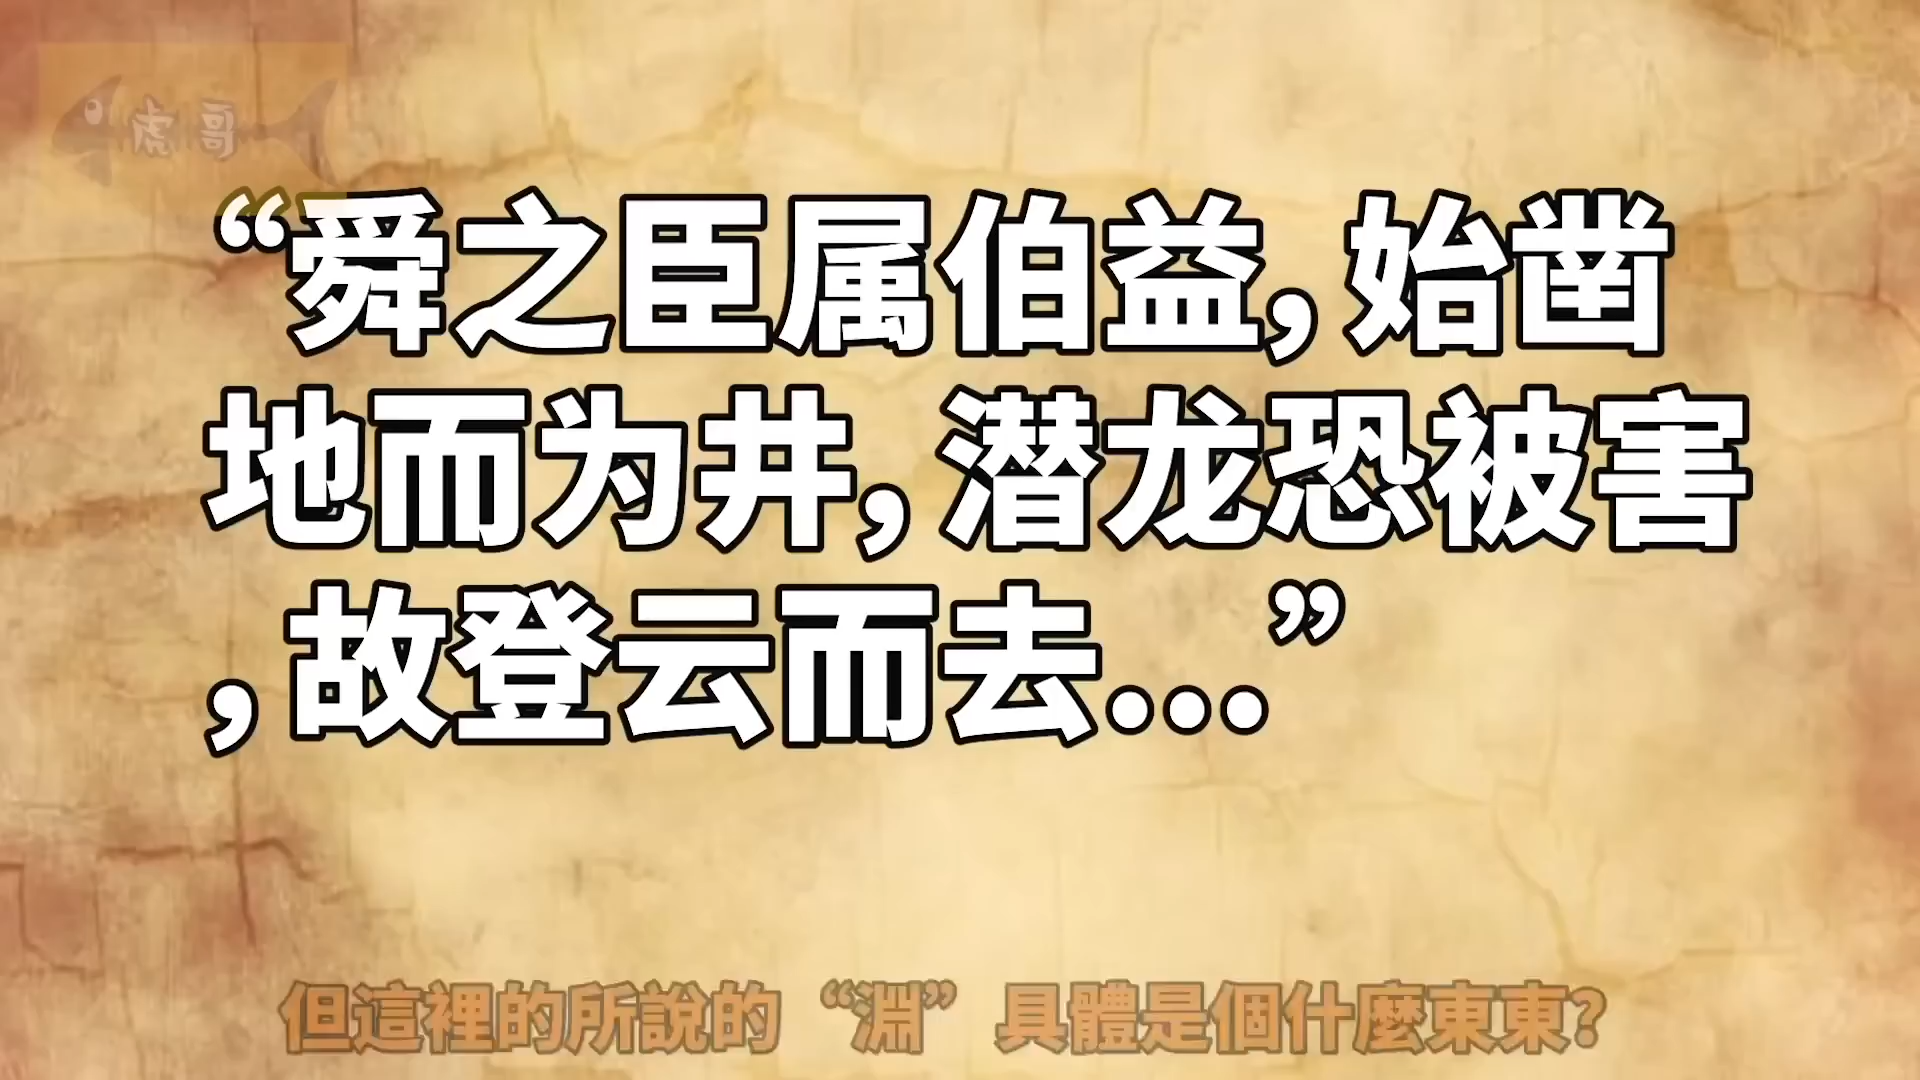 虎哥
“舜之臣属伯益,始凿
地而为井,潜龙恐被害
,故登云而去...”
但這裡的所說的“淵”具體是個什麼東東?